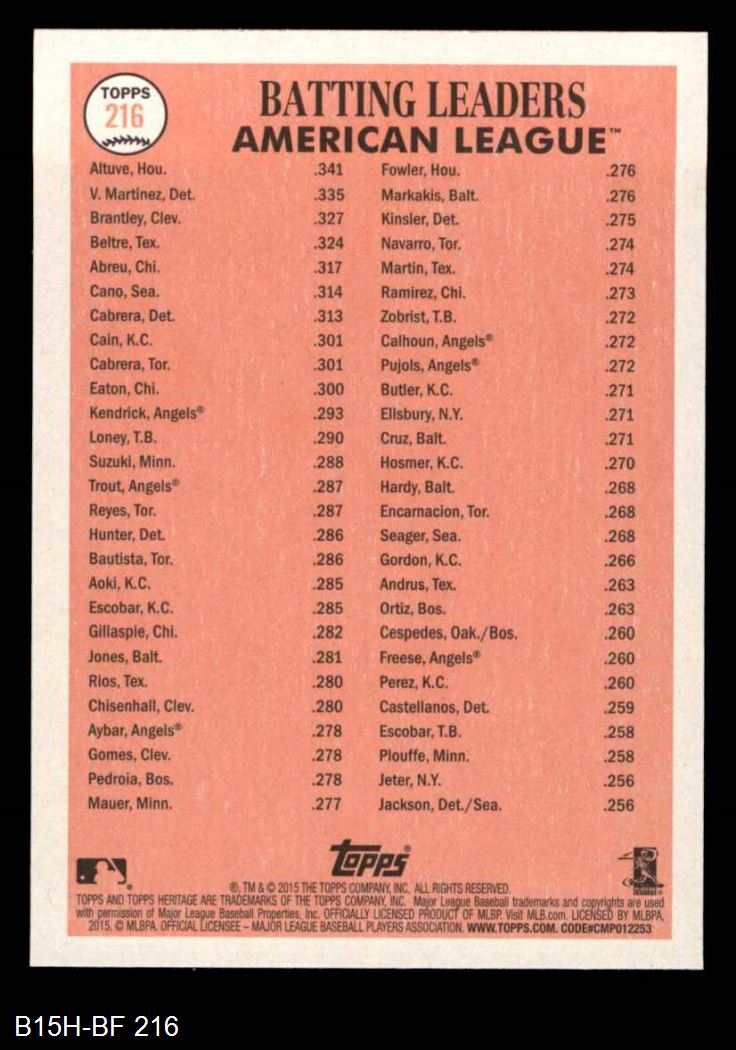 TOPPS
216
BATTING LEADERS
AMERICAN LEAGUE™
Altuve, Hou. .341
V. Martinez, Det. .335
Brantley, Clev. .327
Beltre, Tex. .324
Abreu, Chi. .317
Cano, Sea. .314
Cabrera, Det. .313
Cain, K.C. .301
Cabrera, Tor. .301
Eaton, Chi. .300
Kendrick, Angels® .293
Loney, T.B. .290
Suzuki, Minn. .288
Trout, Angels® .287
Reyes, Tor. .287
Hunter, Det. .286
Bautista, Tor. .286
Aoki, K.C. .285
Escobar, K.C. .285
Gillaspie, Chi. .282
Jones, Balt. .281
Rios, Tex. .280
Chisenhall, Clev. .280
Aybar, Angels® .278
Gomes, Clev. .278
Pedroia, Bos. .278
Mauer, Minn. .277
Fowler, Hou. .276
Markakis, Balt. .276
Kinsler, Det. .275
Navarro, Tor. .274
Martin, Tex. .274
Ramirez, Chi. .273
Zobrist, T.B. .272
Calhoun, Angels® .272
Pujols, Angels® .272
Butler, K.C. .271
Ellsbury, N.Y. .271
Cruz, Balt. .271
Hosmer, K.C. .270
Hardy, Balt. .268
Encarnacion, Tor. .268
Seager, Sea. .268
Gordon, K.C. .266
Andrus, Tex. .263
Ortiz, Bos. .263
Cespedes, Oak./Bos. .260
Freese, Angels® .260
Perez, K.C. .260
Castellanos, Det. .259
Escobar, T.B. .258
Plouffe, Minn. .258
Jeter, N.Y. .256
Jackson, Det./Sea. .256
Topps®
®, TM & © 2015 THE TOPPS COMPANY, INC. ALL RIGHTS RESERVED.
TOPPS AND TOPPS HERITAGE ARE TRADEMARKS OF THE TOPPS COMPANY, INC. Major League Baseball trademarks and copyrights are used
with permission of Major League Baseball Properties, Inc. OFFICIALLY LICENSED PRODUCT OF MLBP. Visit MLB.com. LICENSED BY MLBPA,
2015. © MLBPA. OFFICIAL LICENSEE – MAJOR LEAGUE BASEBALL PLAYERS ASSOCIATION. WWW.TOPPS.COM. CODE#CMP012253
B15H-BF 216